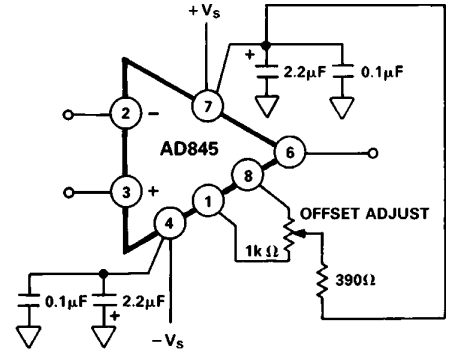 +VS
+
2.2µF
0.1µF
7
2
−
AD845
6
3
+
8
1
4
OFFSET ADJUST
1kΩ
390Ω
0.1µF
2.2µF
+
−VS